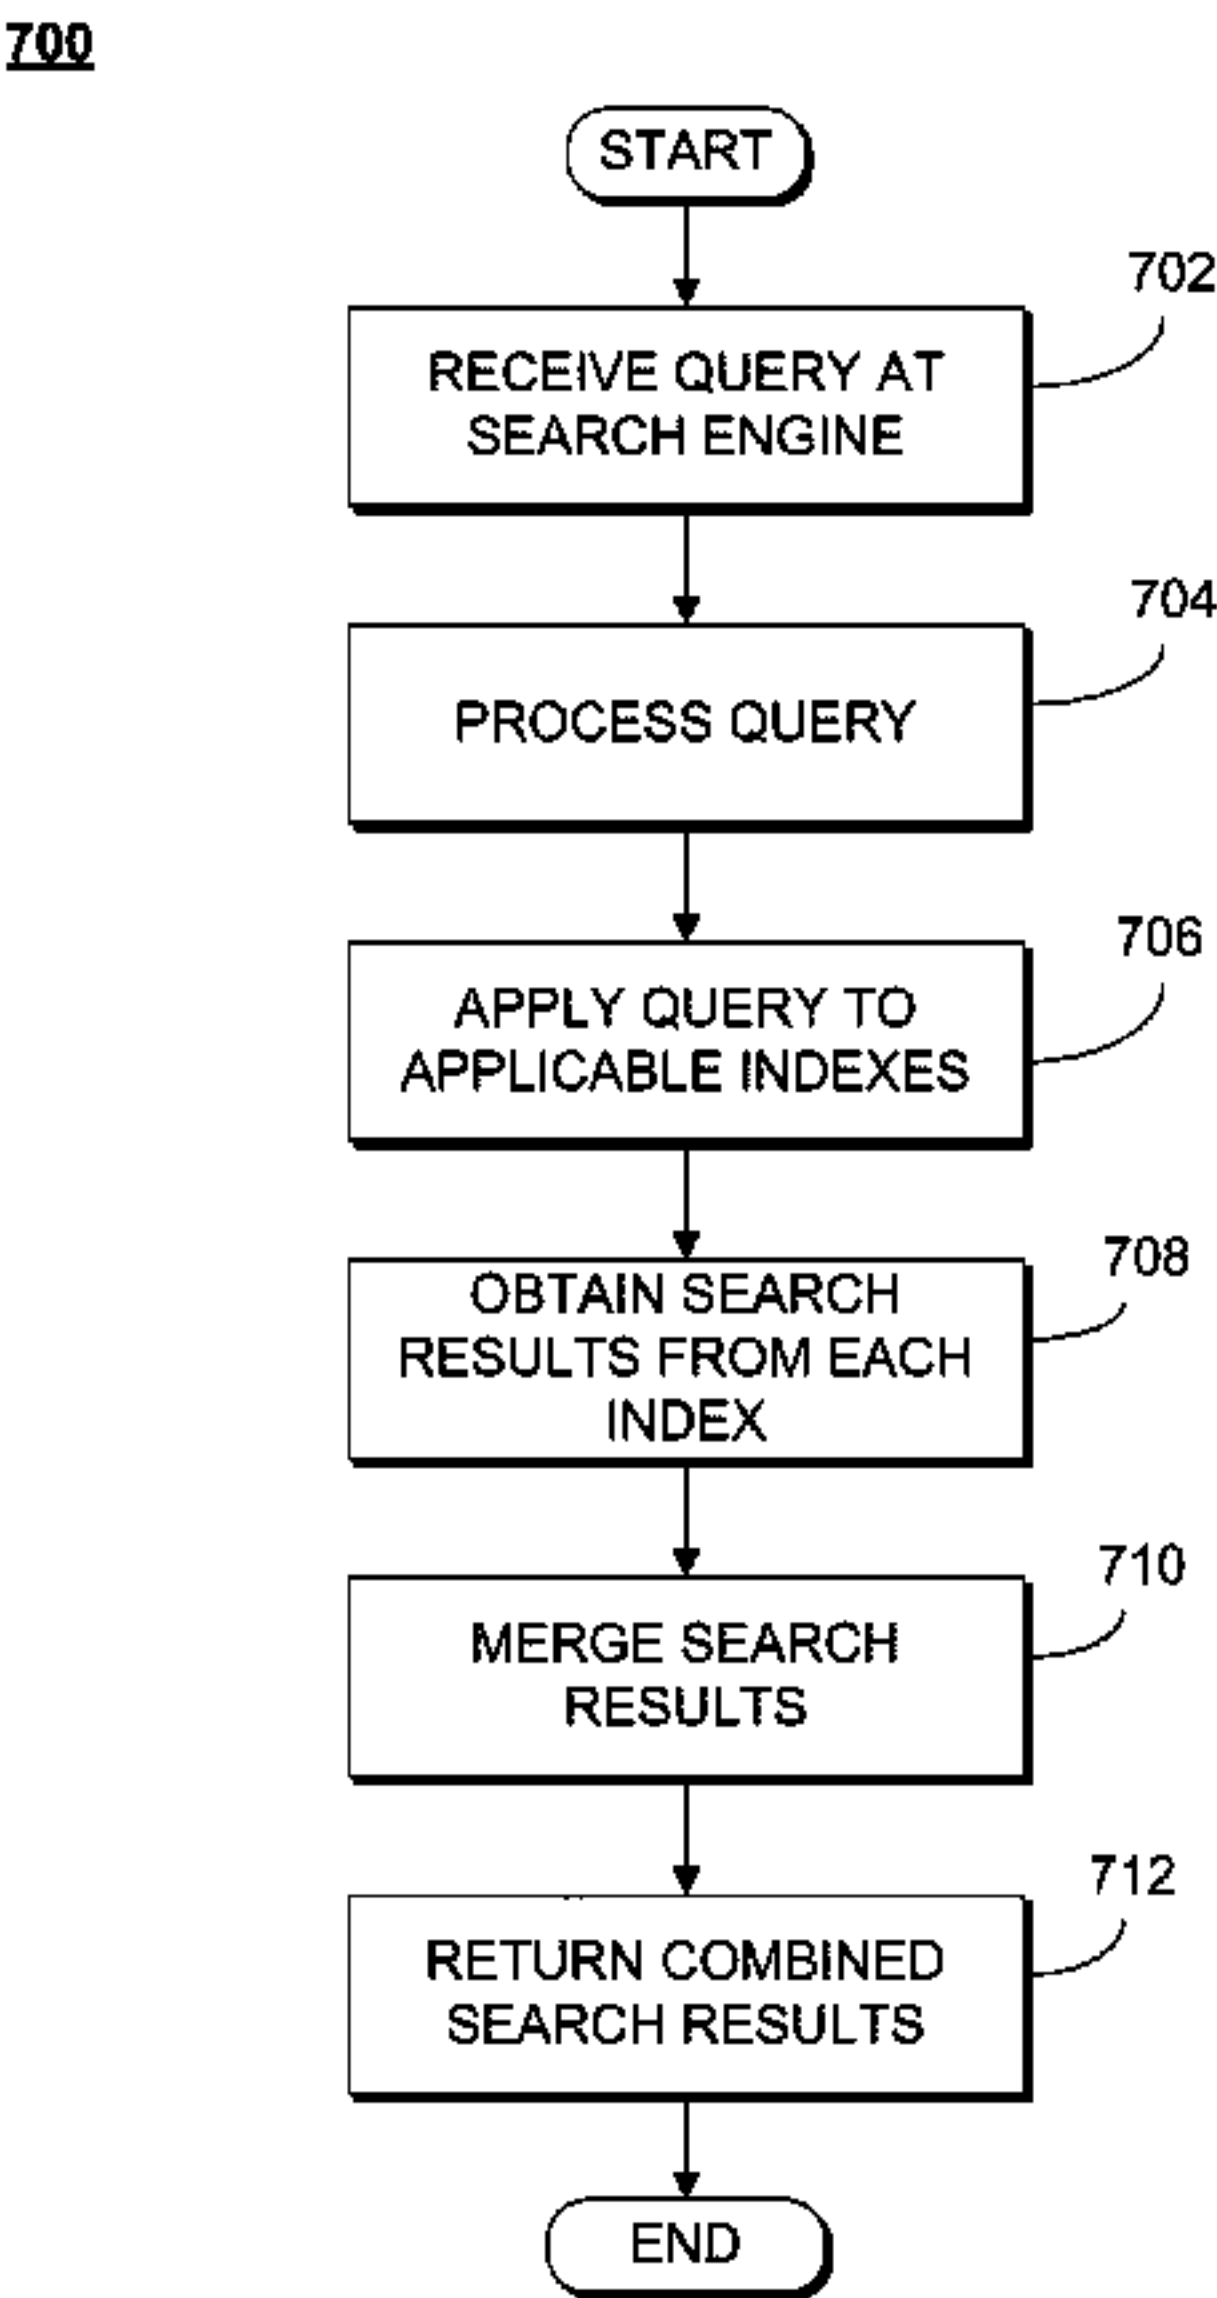 700
START
702
RECEIVE QUERY AT
SEARCH ENGINE
704
PROCESS QUERY
706
APPLY QUERY TO
APPLICABLE INDEXES
708
OBTAIN SEARCH
RESULTS FROM EACH
INDEX
710
MERGE SEARCH
RESULTS
712
RETURN COMBINED
SEARCH RESULTS
END